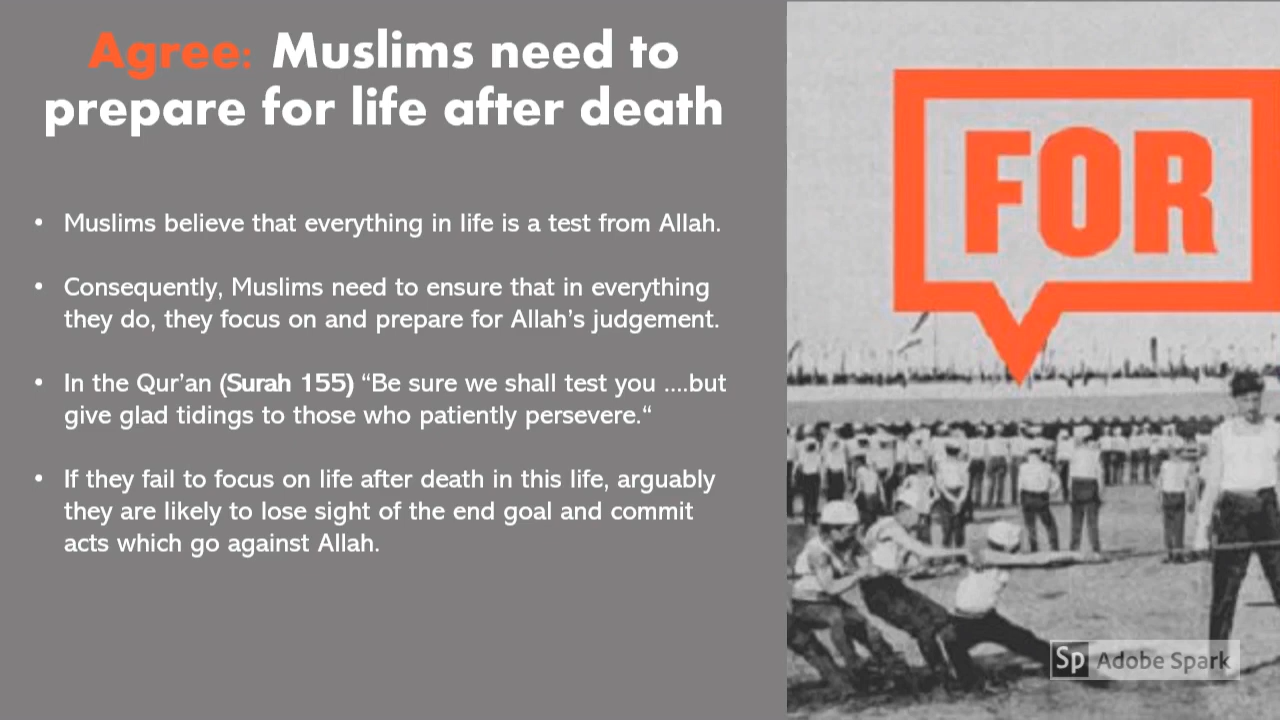 Agree: Muslims need to
prepare for life after death
• Muslims believe that everything in life is a test from Allah.
• Consequently, Muslims need to ensure that in everything
they do, they focus on and prepare for Allah’s judgement.
• In the Qur’an (Surah 155) “Be sure we shall test you ....but
give glad tidings to those who patiently persevere.“
• If they fail to focus on life after death in this life, arguably
they are likely to lose sight of the end goal and commit
acts which go against Allah.
FOR
Sp Adobe Spark